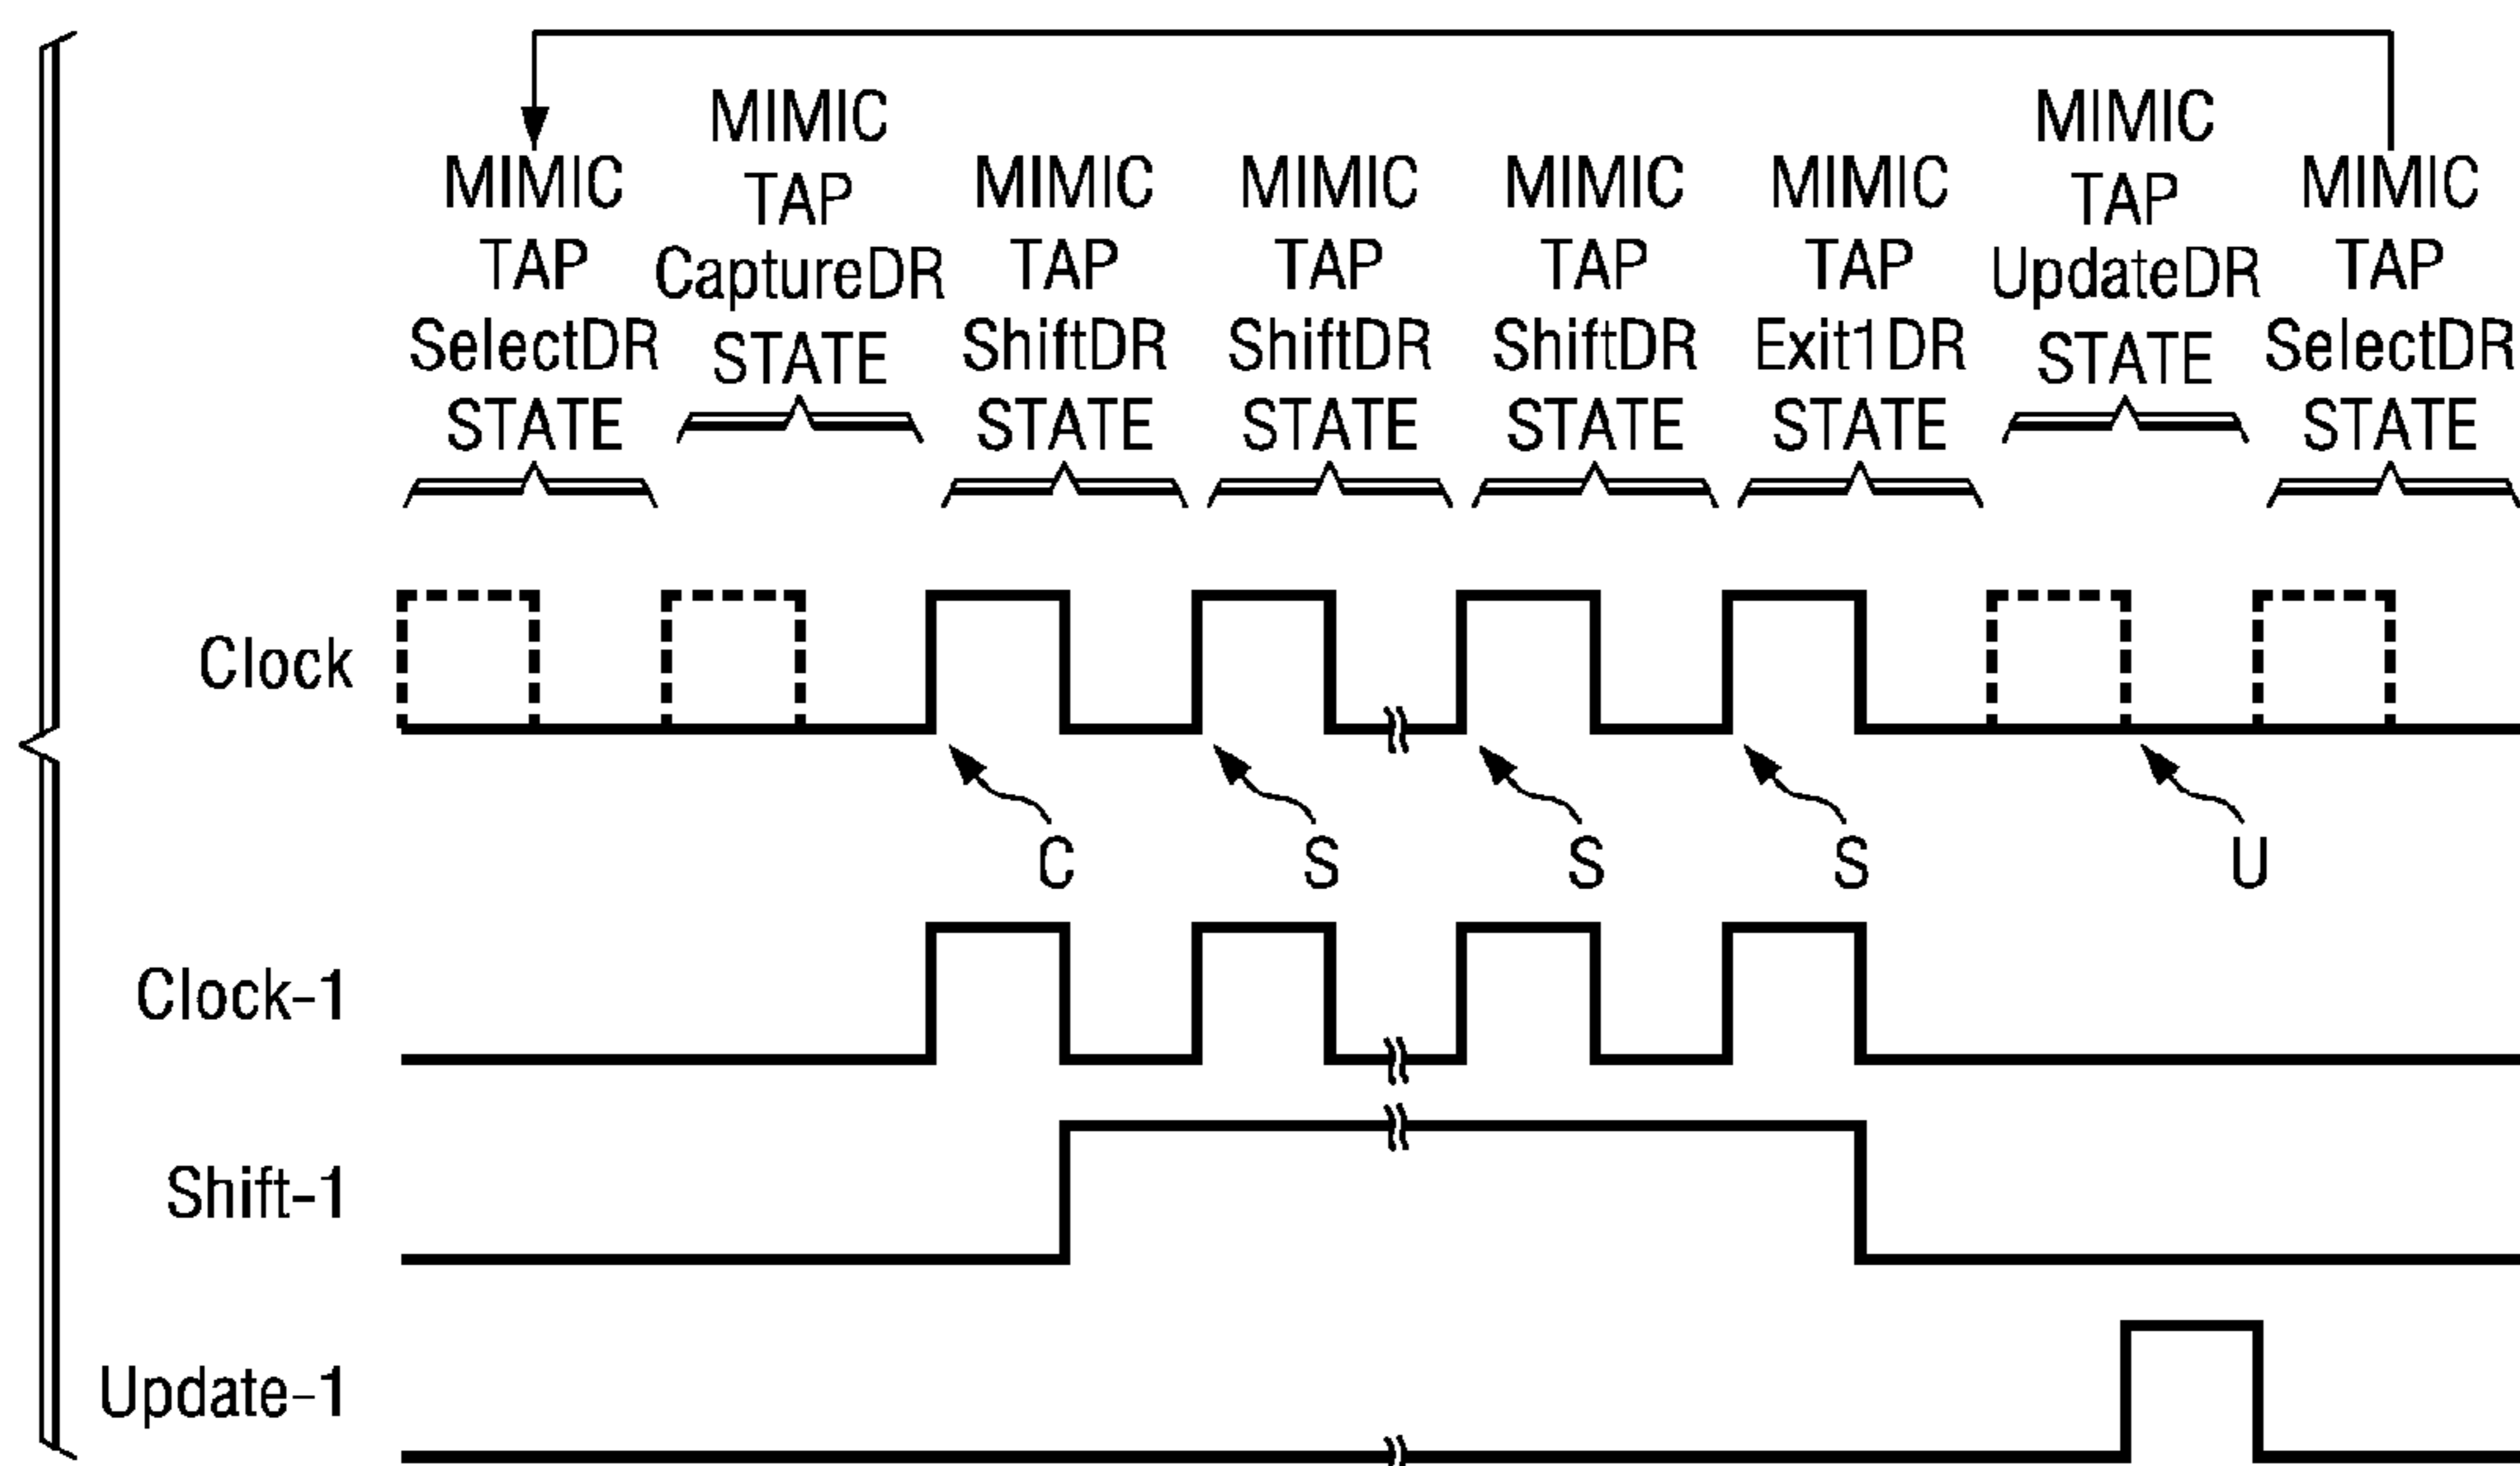 MIMIC
TAP
SelectDR
STATE
MIMIC
TAP
CaptureDR
STATE
MIMIC
TAP
ShiftDR
STATE
MIMIC
TAP
ShiftDR
STATE
MIMIC
TAP
ShiftDR
STATE
MIMIC
TAP
Exit1DR
STATE
MIMIC
TAP
UpdateDR
STATE
MIMIC
TAP
SelectDR
STATE
Clock
C
S
S
S
U
Clock-1
Shift-1
Update-1